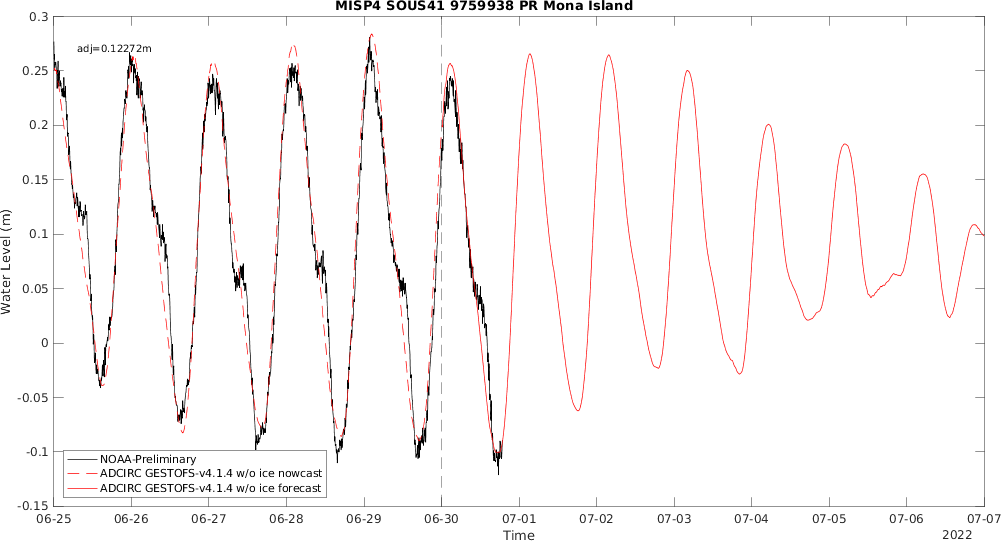 MISP4 SOUS41 9759938 PR Mona Island
adj=0.12272m
0.3
0.25
0.2
0.15
0.1
0.05
0
-0.05
-0.1
-0.15
Water Level (m)
NOAA-Preliminary
ADCIRC GESTOFS-v4.1.4 w/o ice nowcast
ADCIRC GESTOFS-v4.1.4 w/o ice forecast
06-25 06-26 06-27 06-28 06-29 06-30 07-01 07-02 07-03 07-04 07-05 07-06 07-07
Time
2022